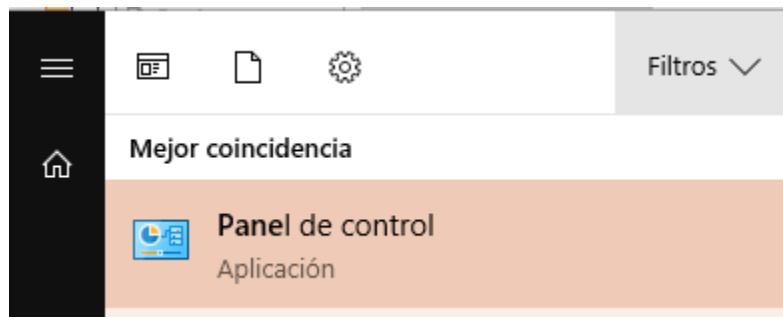 Filtros
Mejor coincidencia
Panel de control
Aplicación